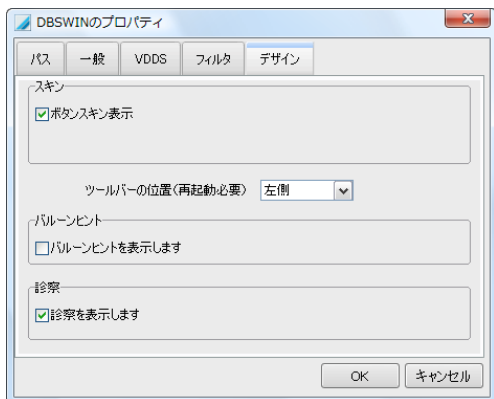 DBSWINのプロパティ
パス 一般 VDDS フィルタ デザイン
スキン
ボタンスキン表示
ツールバーの位置(再起動必要) 左側
バルーンヒント
バルーンヒントを表示します
診察
診察を表示します
OK キャンセル